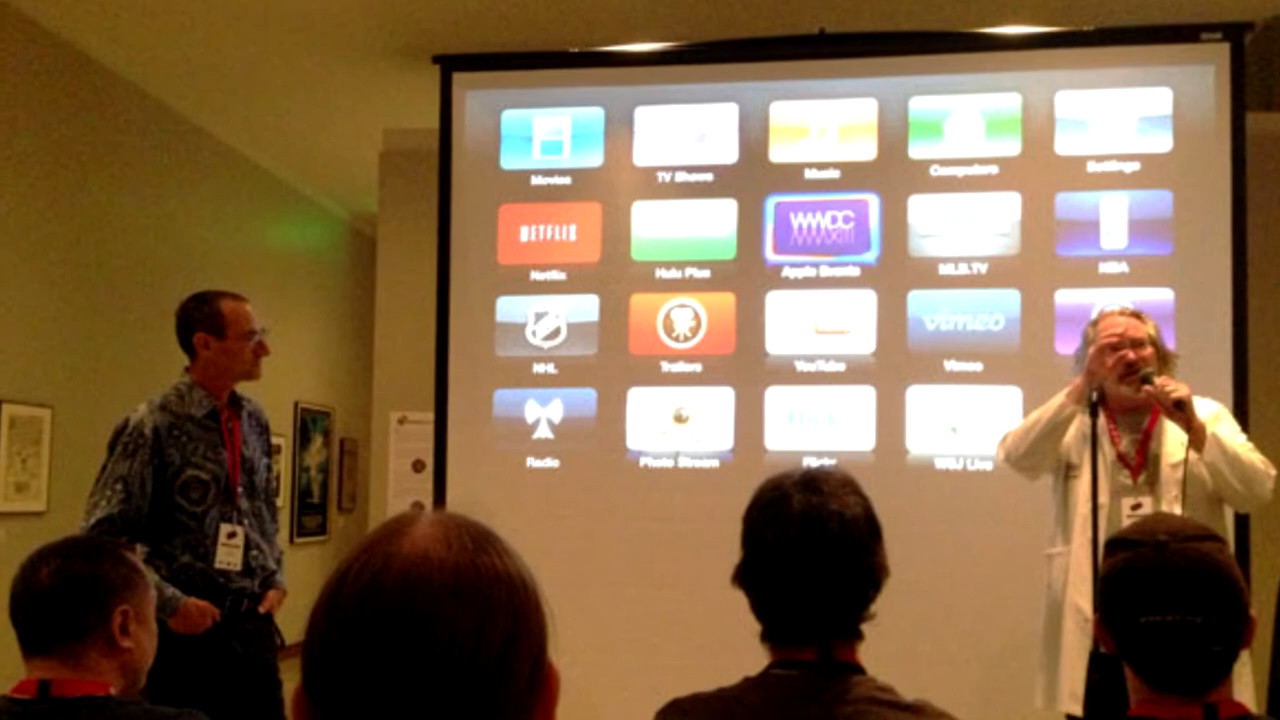 Movies
TV Shows
Music
Computers
Settings
NETFLIX
WWDC
Netflix
Hulu Plus
Apple Events
MLB.TV
NBA
vimeo
NHL
Trailers
YouTube
Vimeo
Radio
Photo Stream
Flickr
WSJ Live